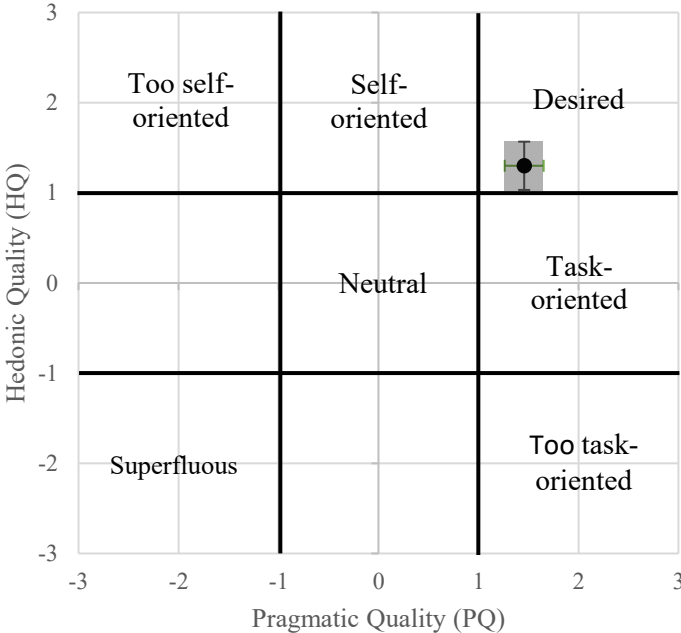 3
Too self-
oriented
Self-
oriented
Desired
2
1
Hedonic Quality (HQ)
Neutral
Task-
oriented
0
-1
Superfluous
Too task-
oriented
-2
-3
-3 -2 -1 0 1 2 3
Pragmatic Quality (PQ)